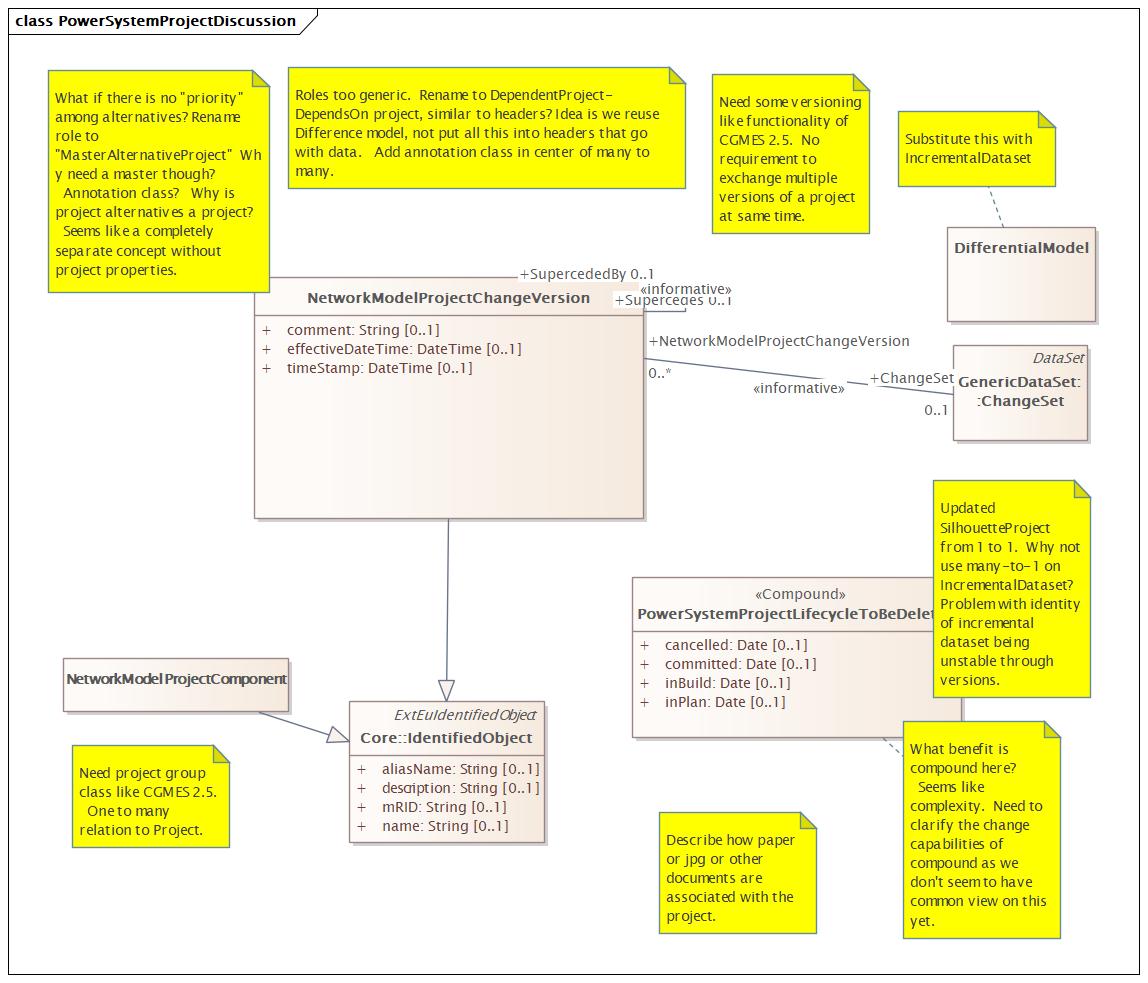 class PowerSystemProjectDiscussion
What if there is no "priority"
among alternatives? Rename
role to
"MasterAlternativeProject" Wh
y need a master though?
Annotation class? Why is
project alternatives a project?
Seems like a completely
separate concept without
project properties.
Roles too generic. Rename to DependentProject-
DependsOn project, similar to headers? Idea is we reuse
Difference model, not put all this into headers that go
with data. Add annotation class in center of many to
many.
Need some versioning
like functionality of
CGMES 2.5. No
requirement to
exchange multiple
versions of a project
at same time.
Substitute this with
IncrementalDataset
DifferentialModel
+SupercededBy 0..1
«informative»
+Supercedes 0..1
NetworkModelProjectChangeVersion
+ comment: String [0..1]
+ effectiveDateTime: DateTime [0..1]
+ timeStamp: DateTime [0..1]
+NetworkModelProjectChangeVersion
0..*
«informative»
+ChangeSet
0..1
DataSet
GenericDataSet:
:ChangeSet
Updated
SilhouetteProject
from 1 to 1. Why not
use many-to-1 on
IncrementalDataset?
Problem with identity
of incremental
dataset being
unstable through
versions.
«Compound»
PowerSystemProjectLifecycleToBeDelet
+ cancelled: Date [0..1]
+ committed: Date [0..1]
+ inBuild: Date [0..1]
+ inPlan: Date [0..1]
NetworkModelProjectComponent
ExtEuIdentifiedObject
Core::IdentifiedObject
+ aliasName: String [0..1]
+ description: String [0..1]
+ mRID: String [0..1]
+ name: String [0..1]
Need project group
class like CGMES 2.5.
One to many
relation to Project.
What benefit is
compound here?
Seems like
complexity. Need to
clarify the change
capabilities of
compound as we
don't seem to have
common view on this
yet.
Describe how paper
or jpg or other
documents are
associated with the
project.